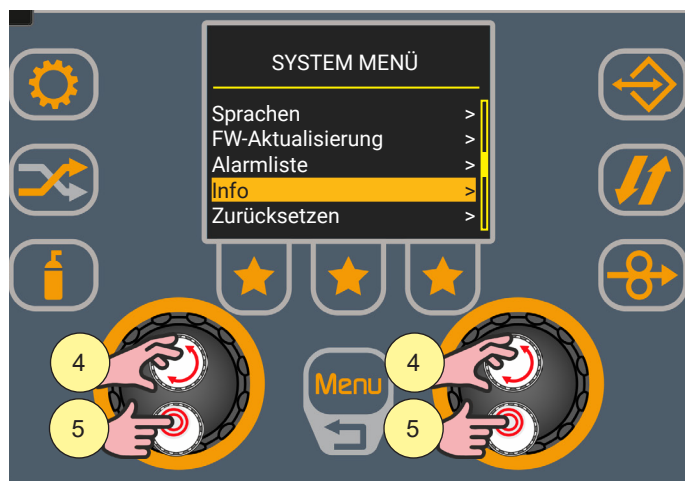 SYSTEM MENÜ
Sprachen >
FW-Aktualisierung >
Alarmliste >
Info >
Zurücksetzen >
4
4
Menu
5
5